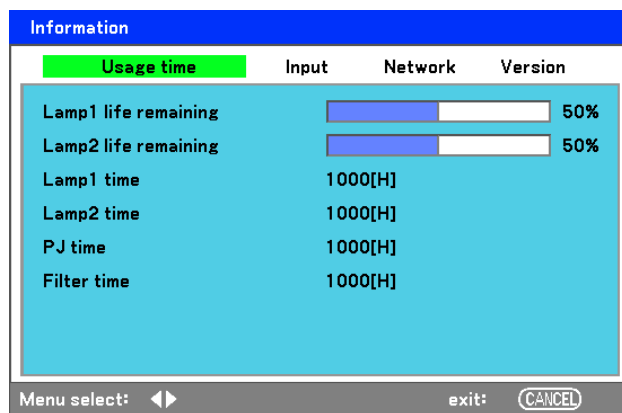 Information
Usage time Input Network Version
Lamp1 life remaining 50%
Lamp2 life remaining 50%
Lamp1 time 1000[H]
Lamp2 time 1000[H]
PJ time 1000[H]
Filter time 1000[H]
Menu select: ◀▶ exit: CANCEL